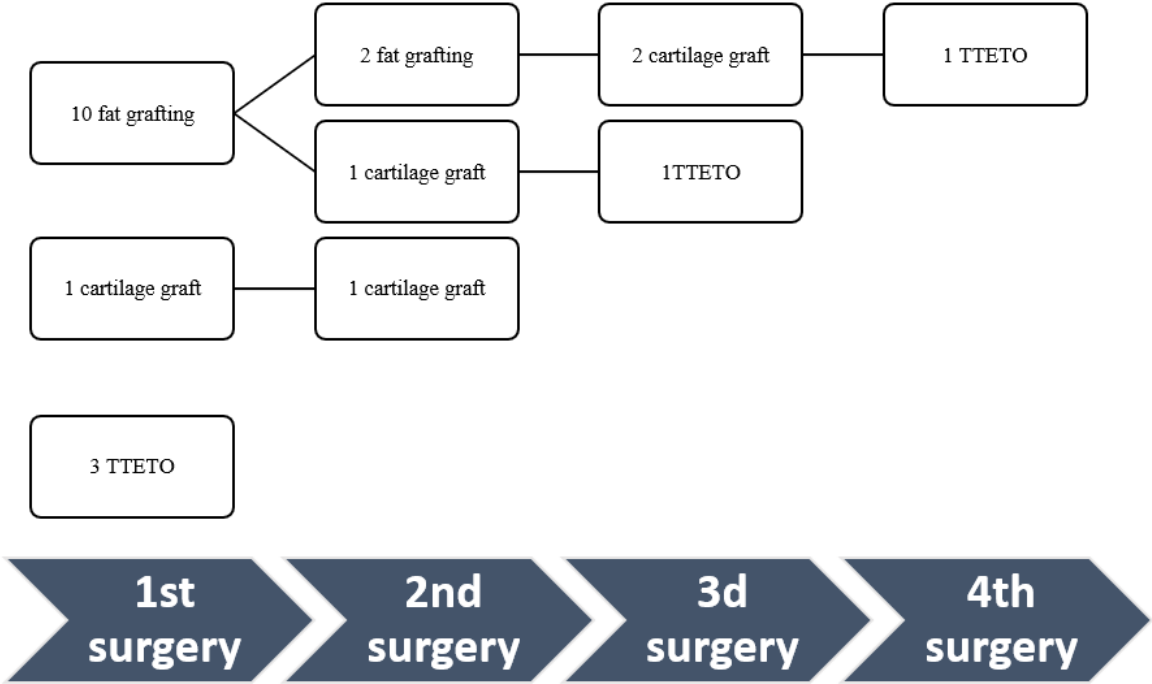 2 fat grafting
2 cartilage graft
1 TTETO
10 fat grafting
1 cartilage graft
1TTETO
1 cartilage graft
1 cartilage graft
3 TTETO
1st
surgery
2nd
surgery
3d
surgery
4th
surgery